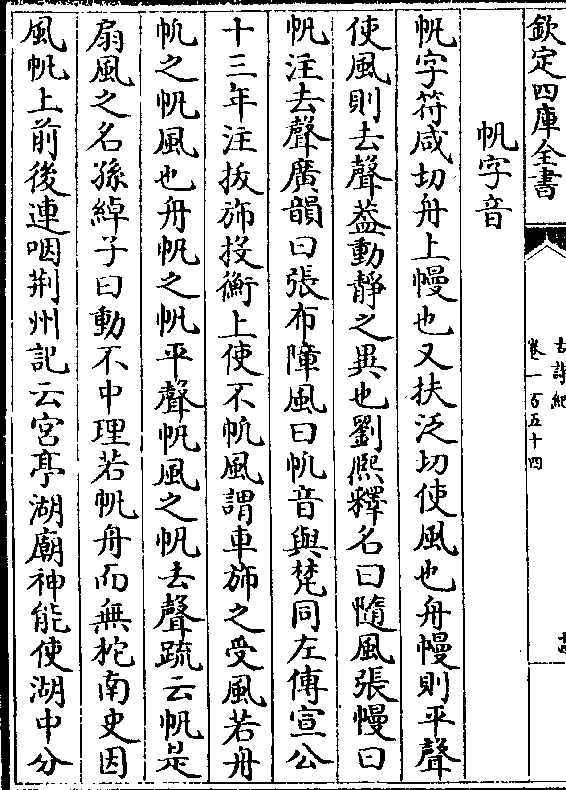 欽定四庫全書
古詩紀
卷一百五十四
帆字音
帆字符咸切舟上幔也又扶泛切使風也舟幔則平聲
使風則去聲葢動靜之異也劉熈釋名曰隨風張幔曰
帆注去聲廣韻曰張布障風曰帆音與梵同左傳宣公
十三年注拔斾投衡上使不帆風謂車斾之受風若舟
帆之帆風也舟帆之帆平聲帆風之帆去聲疏云帆是
扇風之名孫綽子曰動不中理若帆舟而無柁南史因
風帆上前後連咽荆州記云宫亭湖廟神能使湖中分